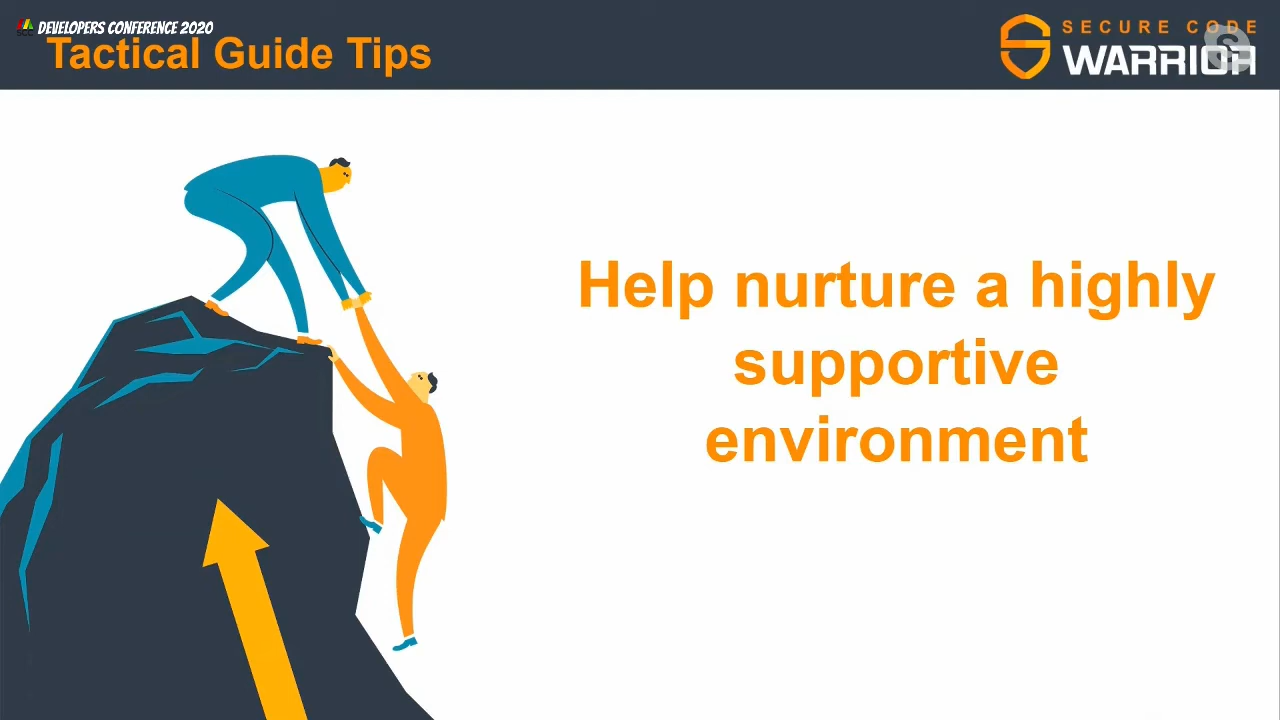 DEVELOPERS CONFERENCE 2020
Tactical Guide Tips
SECURE CODE
WARRIOR
Help nurture a highly
supportive
environment